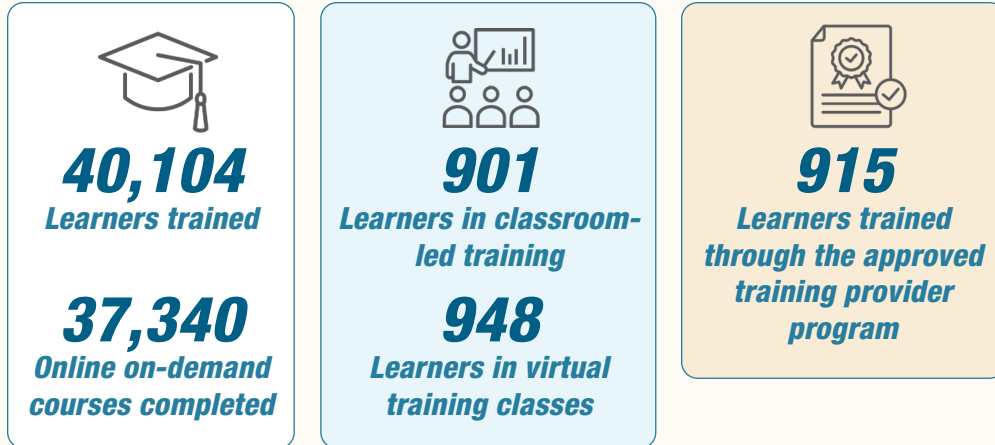 40,104
Learners trained
37,340
Online on-demand
courses completed
901
Learners in classroom-
led training
948
Learners in virtual
training classes
915
Learners trained
through the approved
training provider
program